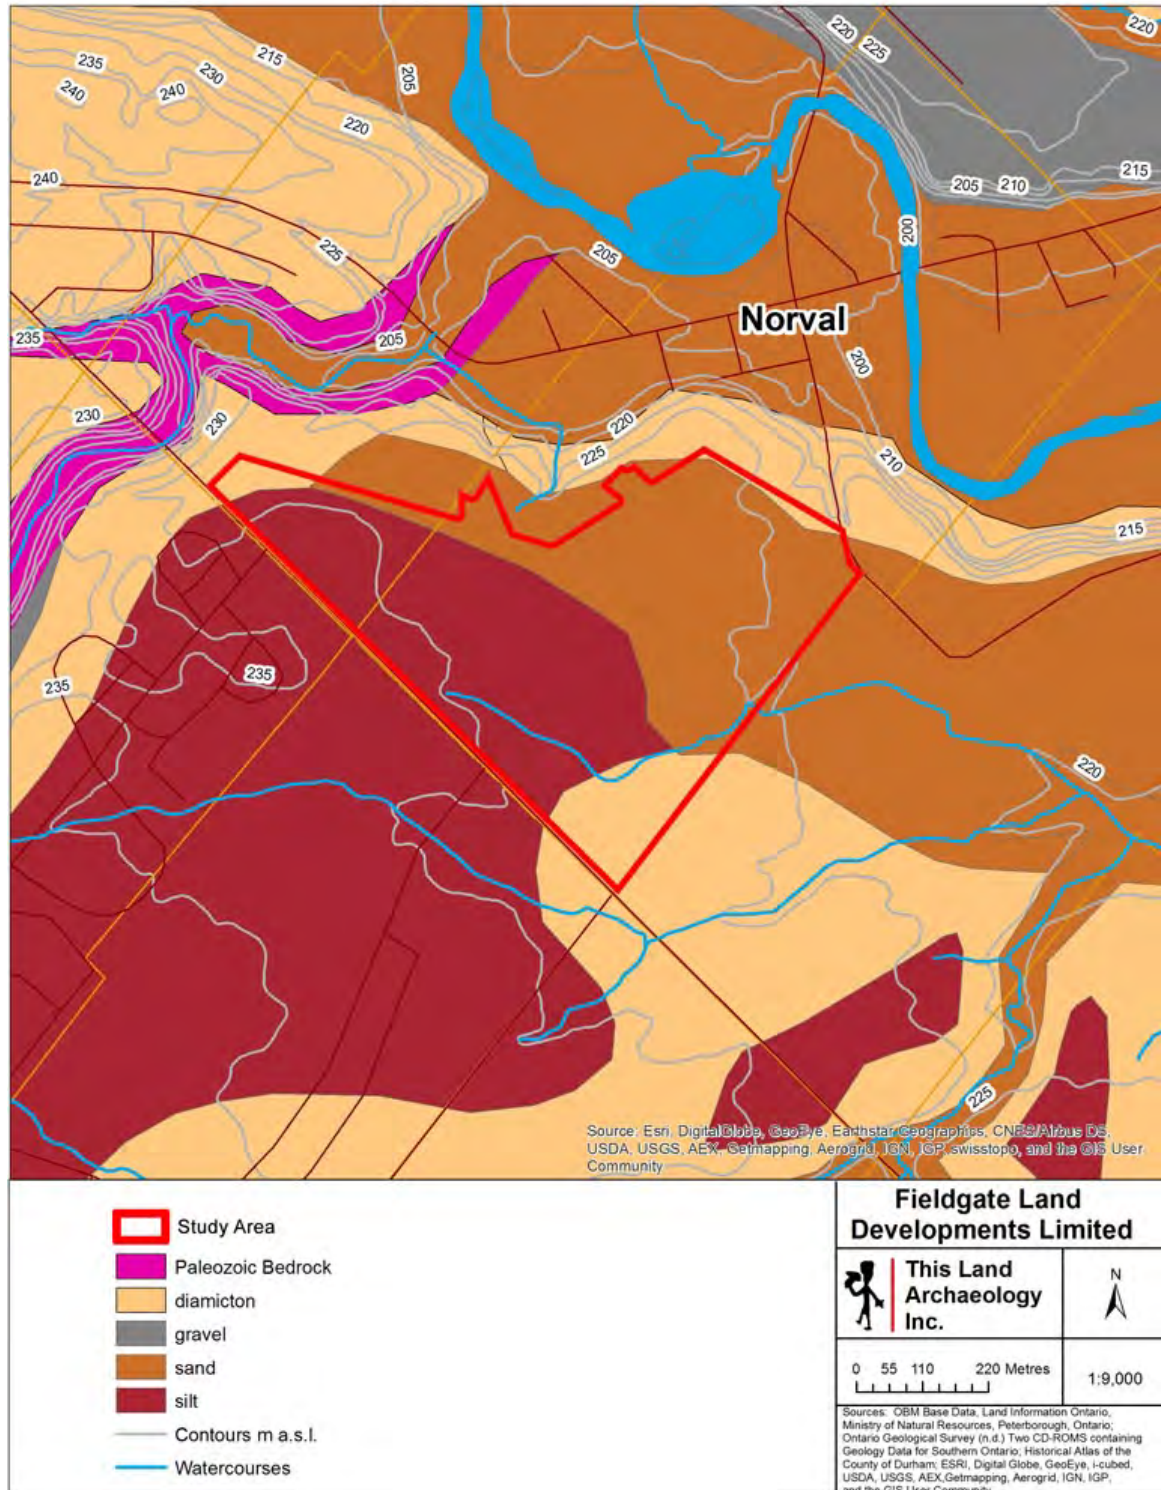 220
225
220
215
235
230
205
240
240
220
215
205
210
240
200
225
205
Norval
235
205
200
230
230
220
225
210
215
235
235
220
225
Source: Esri, DigitalGlobe, GeoEye, Earthstar Geographics, CNES/Airbus DS,
USDA, USGS, AEX, Getmapping, Aerogrid, IGN, IGP, swisstopo, and the GIS User
Community
Study Area
Paleozoic Bedrock
diamicton
gravel
sand
silt
Contours m a.s.l.
Watercourses
Fieldgate Land
Developments Limited
This Land
Archaeology
Inc.
N
0 55 110 220 Metres
1:9,000
Sources: OBM Base Data, Land Information Ontario,
Ministry of Natural Resources, Peterborough, Ontario;
Ontario Geological Survey (n.d.) Two CD-ROMS containing
Geology Data for Southern Ontario; Historical Atlas of the
County of Durham; ESRI, Digital Globe, GeoEye, i-cubed,
USDA, USGS, AEX,Getmapping, Aerogrid, IGN, IGP,
and the GIS User Community